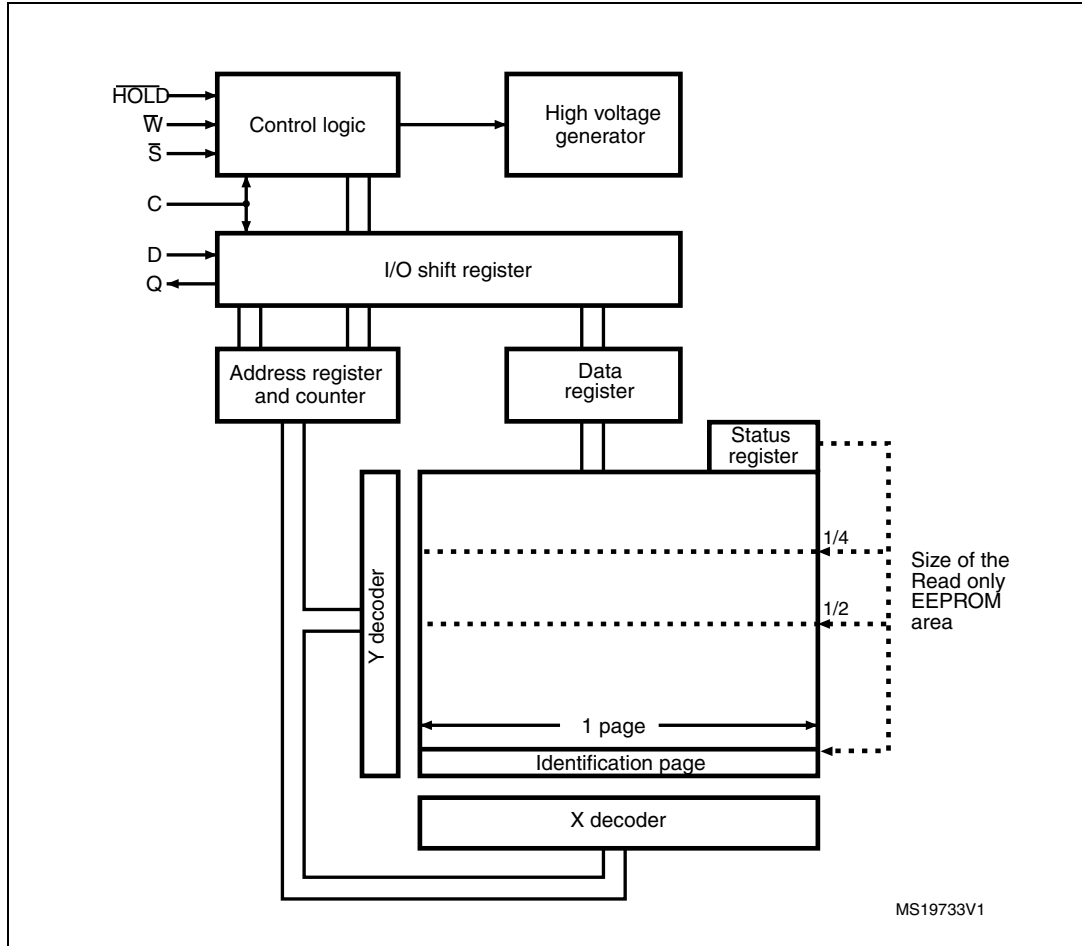 H̅O̅L̅D̅
W̅
S̅
C
D
Q
Control logic
High voltage
generator
I/O shift register
Address register
and counter
Data
register
Status
register
1/4
1/2
Size of the
Read only
EEPROM
area
Y decoder
1 page
Identification page
X decoder
MS19733V1